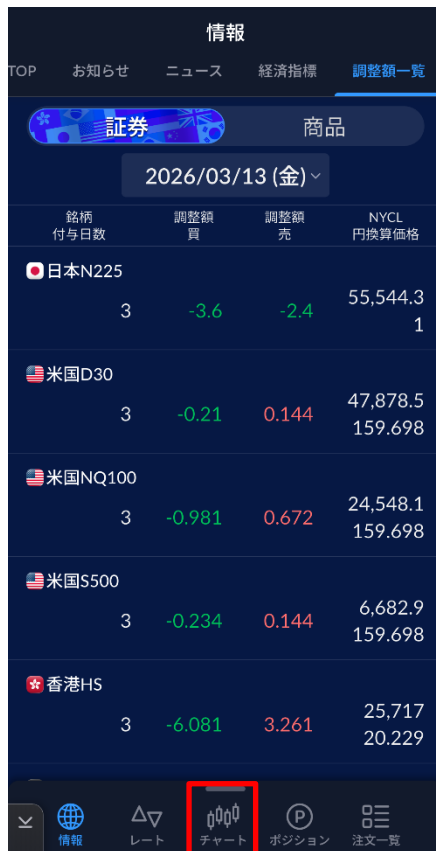 情報
TOP お知らせ ニュース 経済指標 調整額一覧
証券 商品
2026/03/13 (金)
銘柄 調整額 調整額 NYCL
付与日数 買 売 円換算価格
日本N225
3 -3.6 -2.4 55,544.3
1
米国D30
3 -0.21 0.144 47,878.5
159.698
米国NQ100
3 -0.981 0.672 24,548.1
159.698
米国S500
3 -0.234 0.144 6,682.9
159.698
香港HS
3 -6.081 3.261 25,717
20.229
情報 レート チャート P ポジション 注文一覧